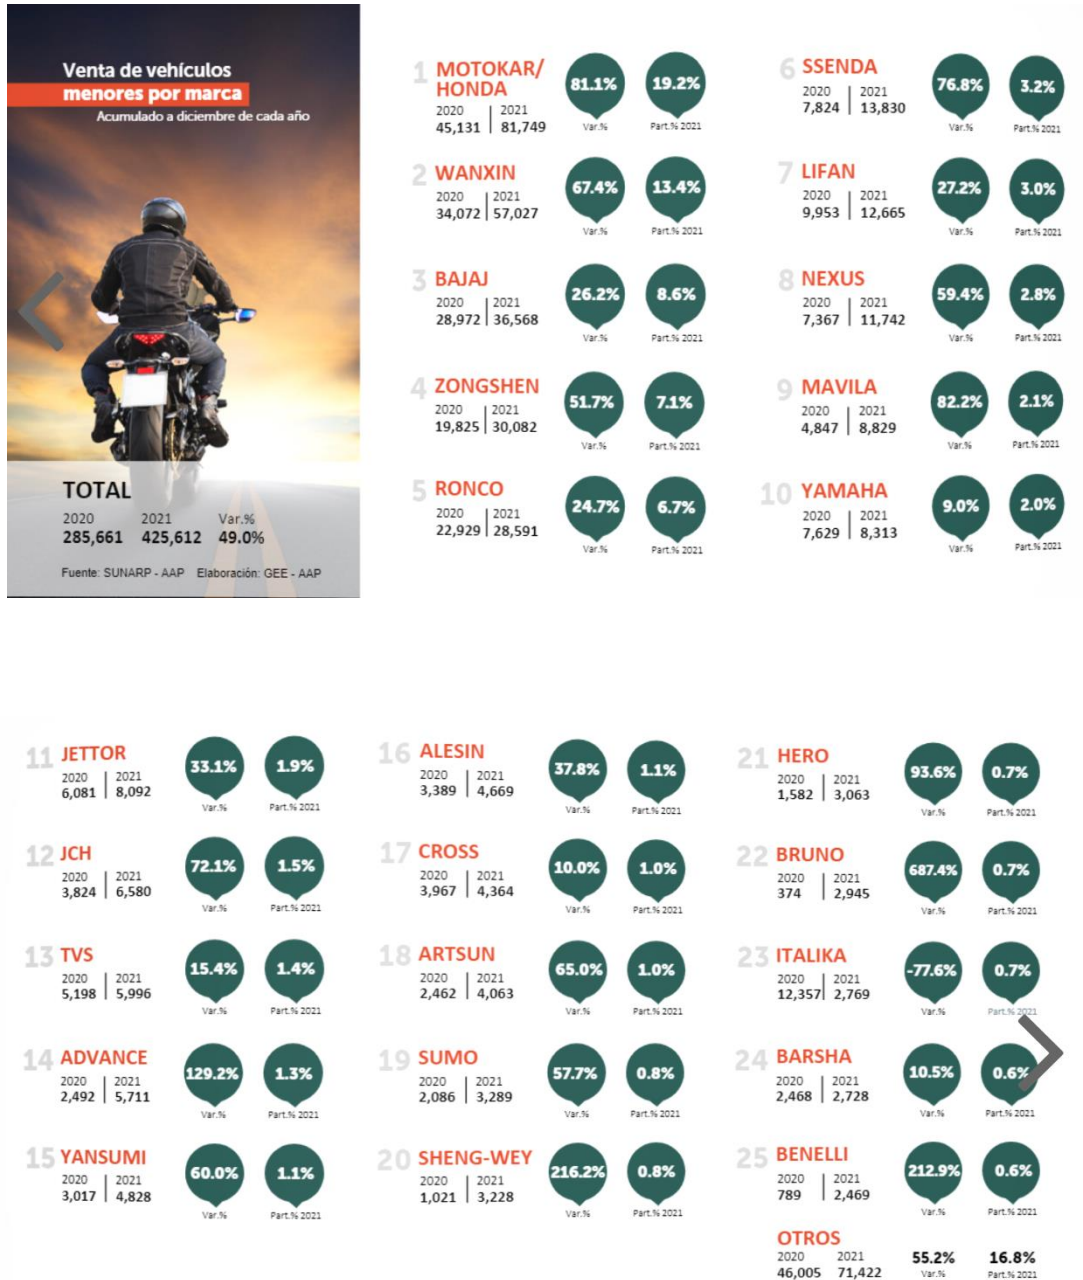 Venta de vehículos
menores por marca
Acumulado a diciembre de cada año
TOTAL
2020 2021 Var.%
285,661 425,612 49.0%
Fuente: SUNARP - AAP Elaboración: GEE - AAP
1 MOTOKAR/
HONDA
2020 2021
45,131 81,749
81.1% 19.2%
Var.% Part.% 2021
2 WANXIN
2020 2021
34,072 57,027
67.4% 13.4%
Var.% Part.% 2021
3 BAJAJ
2020 2021
28,972 36,568
26.2% 8.6%
Var.% Part.% 2021
4 ZONGSHEN
2020 2021
19,825 30,082
51.7% 7.1%
Var.% Part.% 2021
5 RONCO
2020 2021
22,929 28,591
24.7% 6.7%
Var.% Part.% 2021
6 SSENDA
2020 2021
7,824 13,830
76.8% 3.2%
Var.% Part.% 2021
7 LIFAN
2020 2021
9,953 12,665
27.2% 3.0%
Var.% Part.% 2021
8 NEXUS
2020 2021
7,367 11,742
59.4% 2.8%
Var.% Part.% 2021
9 MAVILA
2020 2021
4,847 8,829
82.2% 2.1%
Var.% Part.% 2021
10 YAMAHA
2020 2021
7,629 8,313
9.0% 2.0%
Var.% Part.% 2021
11 JETTOR
2020 2021
6,081 8,092
33.1% 1.9%
Var.% Part.% 2021
12 JCH
2020 2021
3,824 6,580
72.1% 1.5%
Var.% Part.% 2021
13 TVS
2020 2021
5,198 5,996
15.4% 1.4%
Var.% Part.% 2021
14 ADVANCE
2020 2021
2,492 5,711
129.2% 1.3%
Var.% Part.% 2021
15 YANSUMI
2020 2021
3,017 4,828
60.0% 1.1%
Var.% Part.% 2021
16 ALESIN
2020 2021
3,389 4,669
37.8% 1.1%
Var.% Part.% 2021
17 CROSS
2020 2021
3,967 4,364
10.0% 1.0%
Var.% Part.% 2021
18 ARTSUN
2020 2021
2,462 4,063
65.0% 1.0%
Var.% Part.% 2021
19 SUMO
2020 2021
2,086 3,289
57.7% 0.8%
Var.% Part.% 2021
20 SHENG-WEY
2020 2021
1,021 3,228
216.2% 0.8%
Var.% Part.% 2021
21 HERO
2020 2021
1,582 3,063
93.6% 0.7%
Var.% Part.% 2021
22 BRUNO
2020 2021
374 2,945
687.4% 0.7%
Var.% Part.% 2021
23 ITALIKA
2020 2021
12,357 2,769
-77.6% 0.7%
Var.% Part.% 2021
24 BARSHA
2020 2021
2,468 2,728
10.5% 0.6%
Var.% Part.% 2021
25 BENELLI
2020 2021
789 2,469
212.9% 0.6%
Var.% Part.% 2021
OTROS
2020 2021
46,005 71,422
55.2% 16.8%
Var.% Part.% 2021